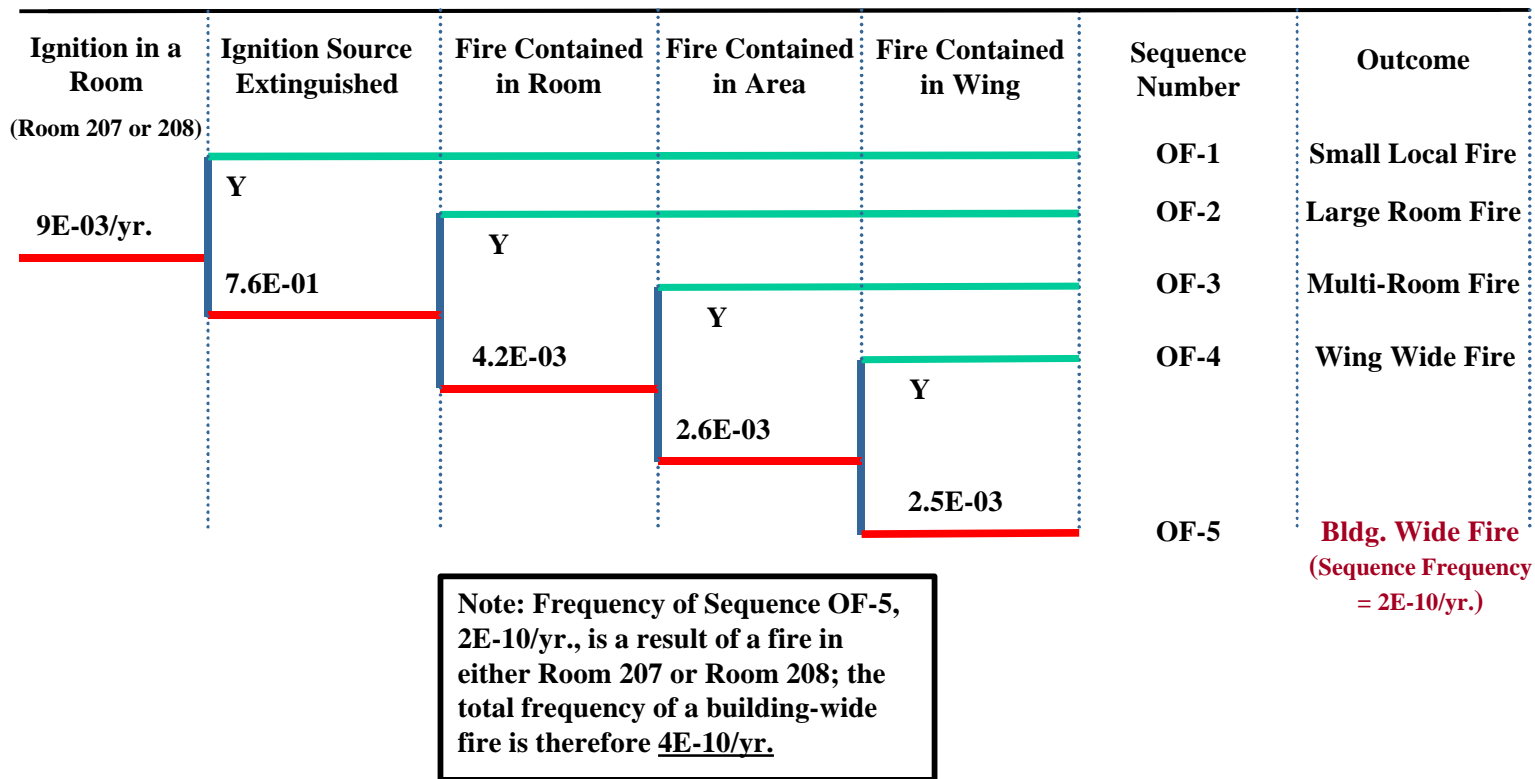 Ignition in a
Room
(Room 207 or 208)
Ignition Source
Extinguished
Fire Contained
in Room
Fire Contained
in Area
Fire Contained
in Wing
Sequence
Number
Outcome
OF-1
Small Local Fire
Y
9E-03/yr.
OF-2
Large Room Fire
Y
7.6E-01
OF-3
Multi-Room Fire
Y
4.2E-03
OF-4
Wing Wide Fire
Y
2.6E-03
2.5E-03
OF-5
Bldg. Wide Fire
(Sequence Frequency
= 2E-10/yr.)
Note: Frequency of Sequence OF-5,
2E-10/yr., is a result of a fire in
either Room 207 or Room 208; the
total frequency of a building-wide
fire is therefore 4E-10/yr.